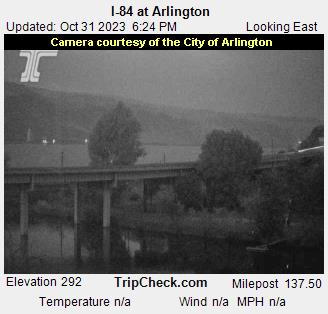 I-84 at Arlington
Updated: Oct 31 2023 6:24 PM Looking East
Camera courtesy of the City of Arlington
Elevation 292 TripCheck.com Milepost 137.50
Temperature n/a Wind n/a MPH n/a